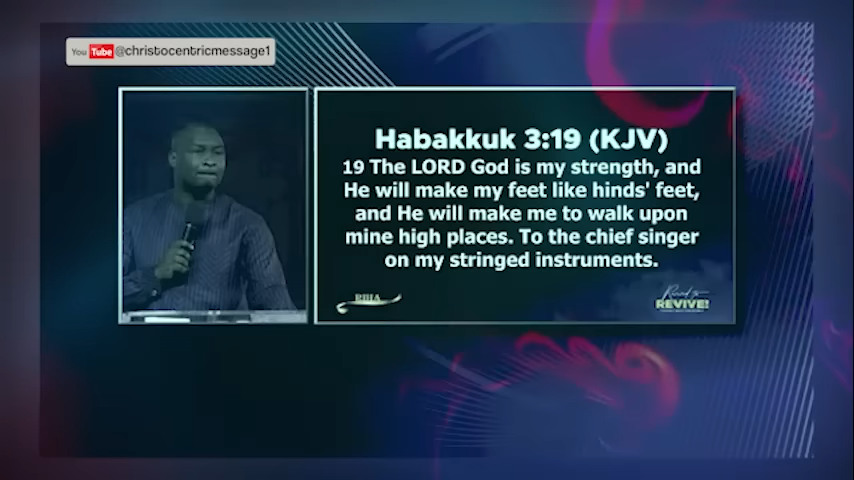 You Tube @christocentricmessage1
Habakkuk 3:19 (KJV)
19 The LORD God is my strength, and
He will make my feet like hinds' feet,
and He will make me to walk upon
mine high places. To the chief singer
on my stringed instruments.
REVIVE!